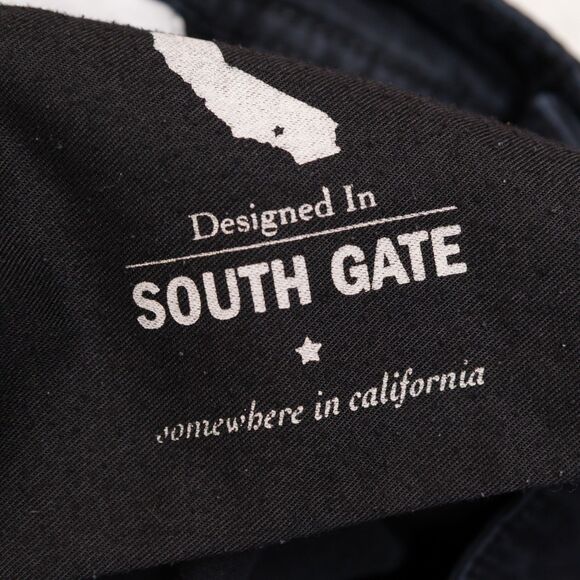 Designed In
SOUTH GATE
somewhere in california